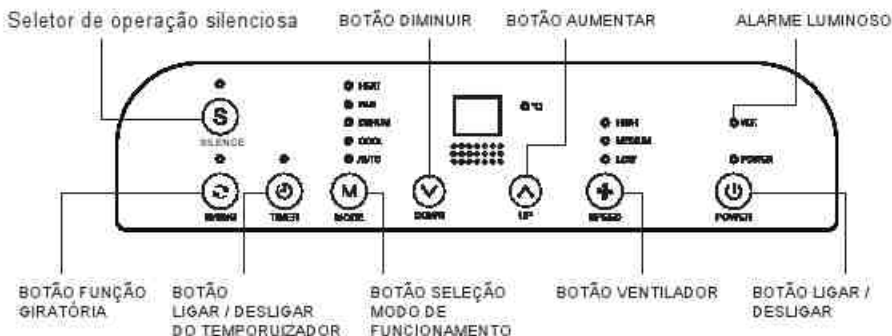 Seletor de operação silenciosa
BOTÃO DIMINUIR
BOTÃO AUMENTAR
ALARME LUMINOSO
HEAT
FAN
DEHUM
COOL
AUTO
°C
HIGH
MEDIUM
LOW
POWER
S
SILENCE
SWING
TIMER
M
MODE
DOWN
UP
SPEED
POWER
BOTÃO FUNÇÃO
GIRATÓRIA
BOTÃO
LIGAR / DESLIGAR
DO TEMPORUIZADOR
BOTÃO SELEÇÃO
MODO DE
FUNCIONAMENTO
BOTÃO VENTILADOR
BOTÃO LIGAR /
DESLIGAR